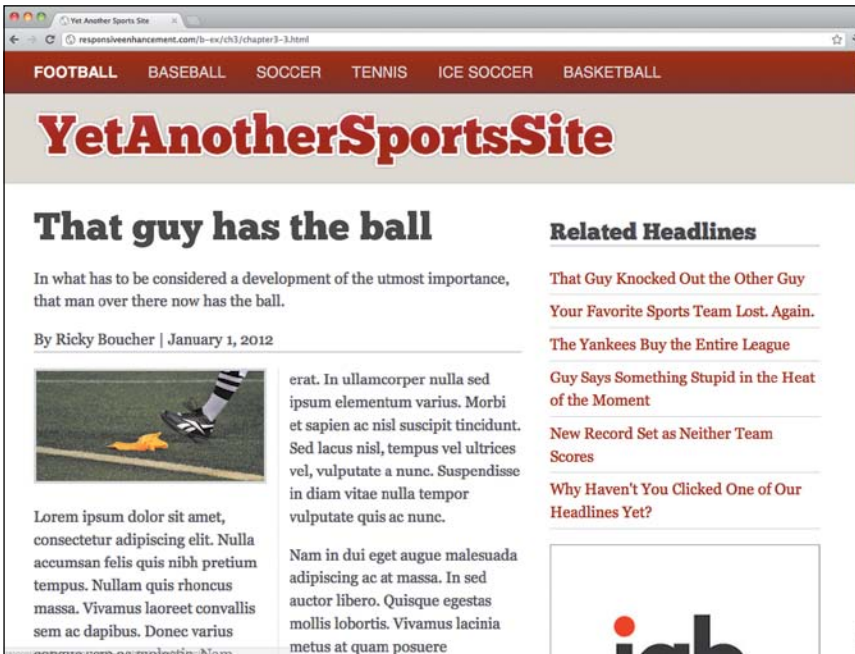 Yet Another Sports Site
responsiveenhancement.com/b-ex/ch3/chapter3-3.html
FOOTBALL BASEBALL SOCCER TENNIS ICE SOCCER BASKETBALL
YetAnotherSportsSite
That guy has the ball
In what has to be considered a development of the utmost importance,
that man over there now has the ball.
By Ricky Boucher | January 1, 2012
Lorem ipsum dolor sit amet,
consectetur adipiscing elit. Nulla
accumsan felis quis nibh pretium
tempus. Nullam quis rhoncus
massa. Vivamus laoreet convallis
sem ac dapibus. Donec varius
erat. In ullamcorper nulla sed
ipsum elementum varius. Morbi
et sapien ac nisl suscipit tincidunt.
Sed lacus nisl, tempus vel ultrices
vel, vulputate a nunc. Suspendisse
in diam vitae nulla tempor
vulputate quis ac nunc.
Nam in dui eget augue malesuada
adipiscing ac at massa. In sed
auctor libero. Quisque egestas
mollis lobortis. Vivamus lacinia
metus at quam posuere
Related Headlines
That Guy Knocked Out the Other Guy
Your Favorite Sports Team Lost. Again.
The Yankees Buy the Entire League
Guy Says Something Stupid in the Heat
of the Moment
New Record Set as Neither Team
Scores
Why Haven't You Clicked One of Our
Headlines Yet?